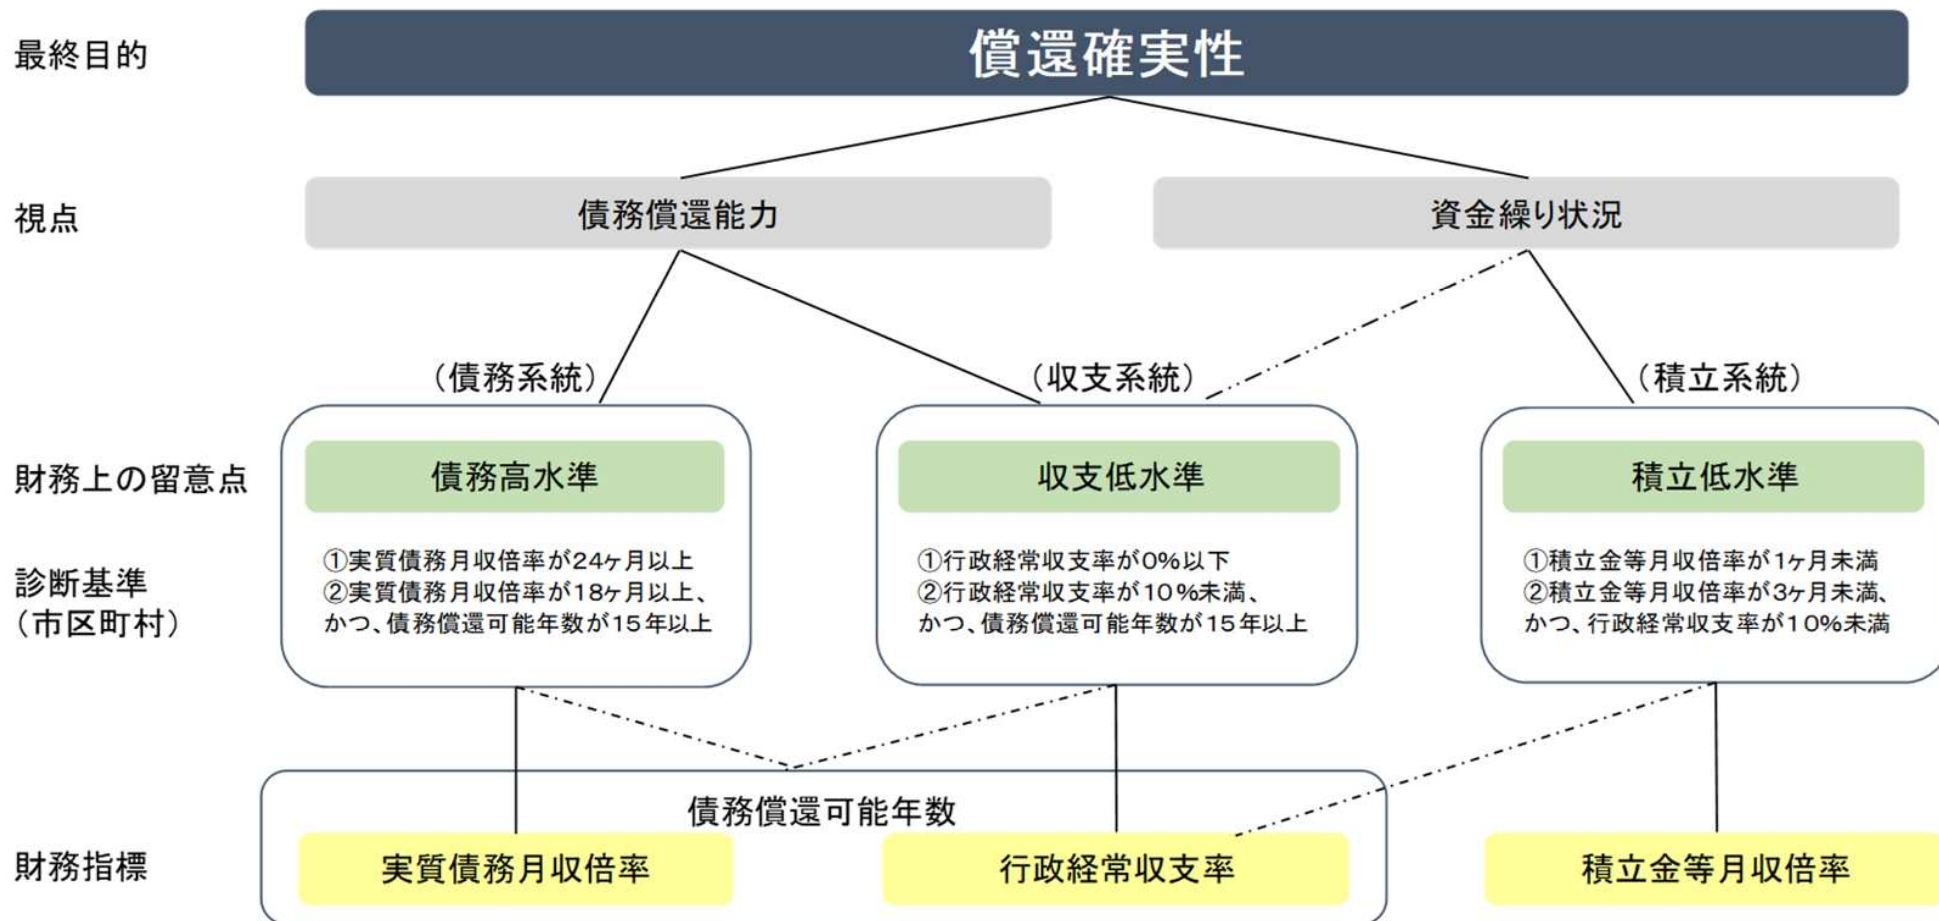 最終目的
償還確実性
視点
債務償還能力
資金繰り状況
(債務系統)
(収支系統)
(積立系統)
財務上の留意点
債務高水準
収支低水準
積立低水準
診断基準
(市区町村)
①実質債務月収倍率が24ヶ月以上
②実質債務月収倍率が18ヶ月以上、
かつ、債務償還可能年数が15年以上
①行政経常収支率が0%以下
②行政経常収支率が10%未満、
かつ、債務償還可能年数が15年以上
①積立金等月収倍率が1ヶ月未満
②積立金等月収倍率が3ヶ月未満、
かつ、行政経常収支率が10%未満
債務償還可能年数
財務指標
実質債務月収倍率
行政経常収支率
積立金等月収倍率